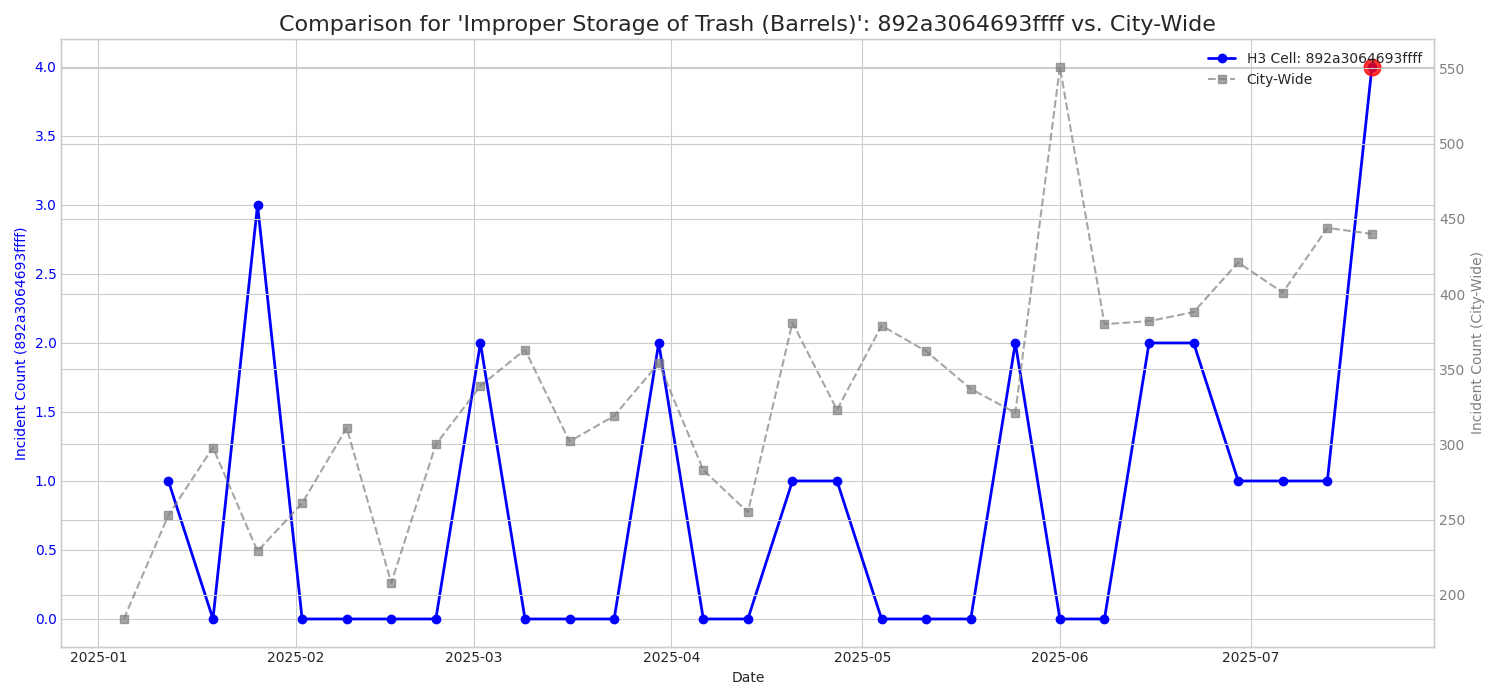 Comparison for 'Improper Storage of Trash (Barrels)': 892a3064693ffff vs. City-Wide
H3 Cell: 892a3064693ffff
City-Wide
Incident Count (892a3064693ffff)
4.0
3.5
3.0
2.5
2.0
1.5
1.0
0.5
0.0
550
500
450
400
350
300
250
200
Incident Count (City-Wide)
2025-01 2025-02 2025-03 2025-04 2025-05 2025-06 2025-07
Date